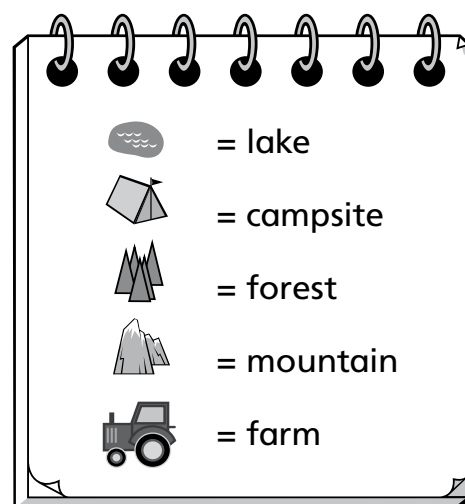 = lake
= campsite
= forest
= mountain
= farm